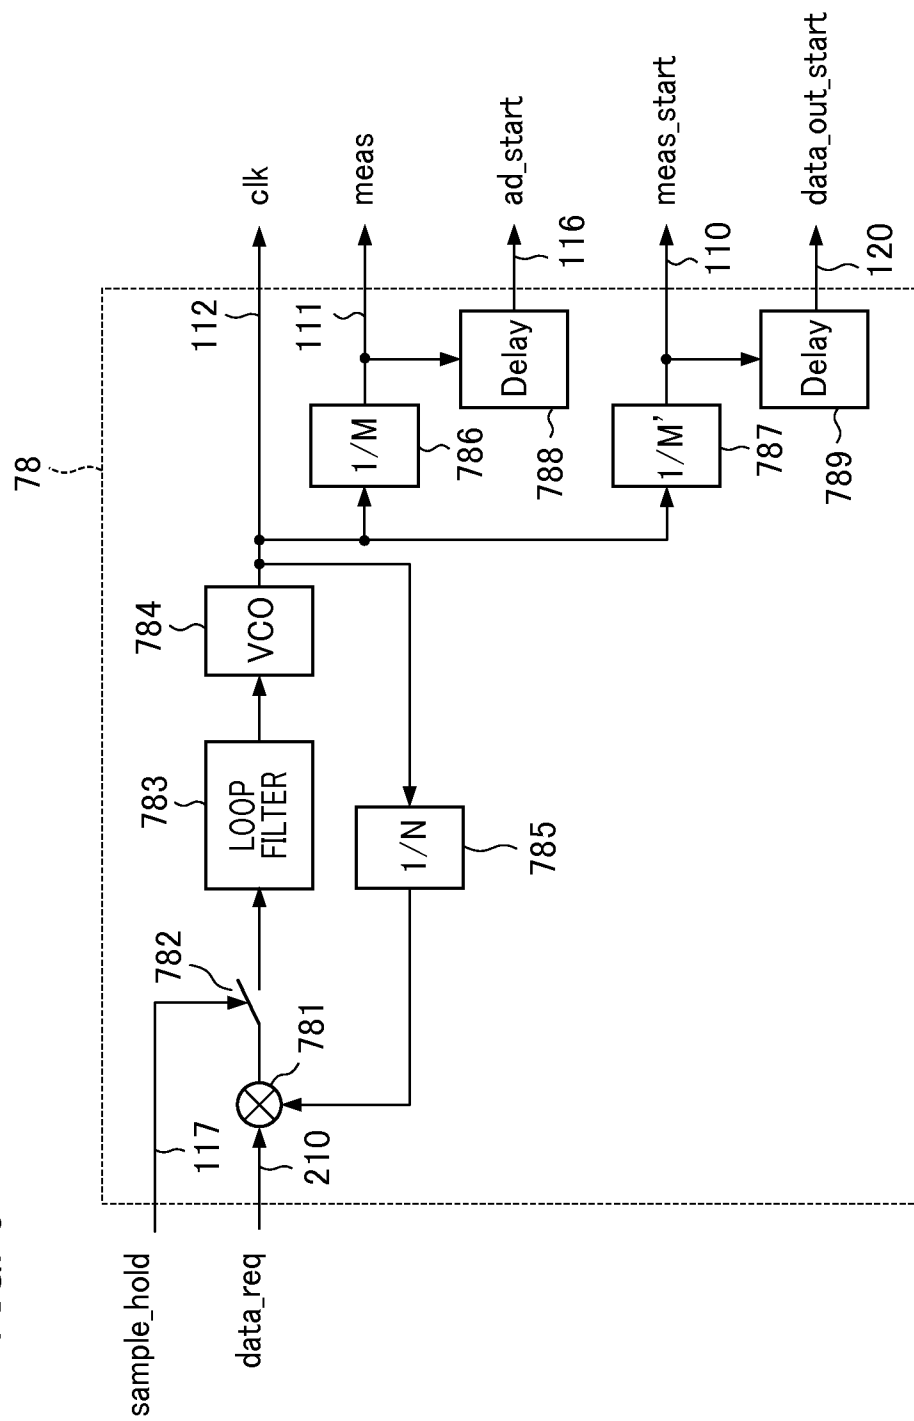 78
sample_hold
117
data_req
210
781
782
LOOP
FILTER
783
VCO
784
1/N
785
112
clk
1/M
786
111
meas
Delay
788
116
ad_start
1/M'
787
110
meas_start
Delay
789
120
data_out_start